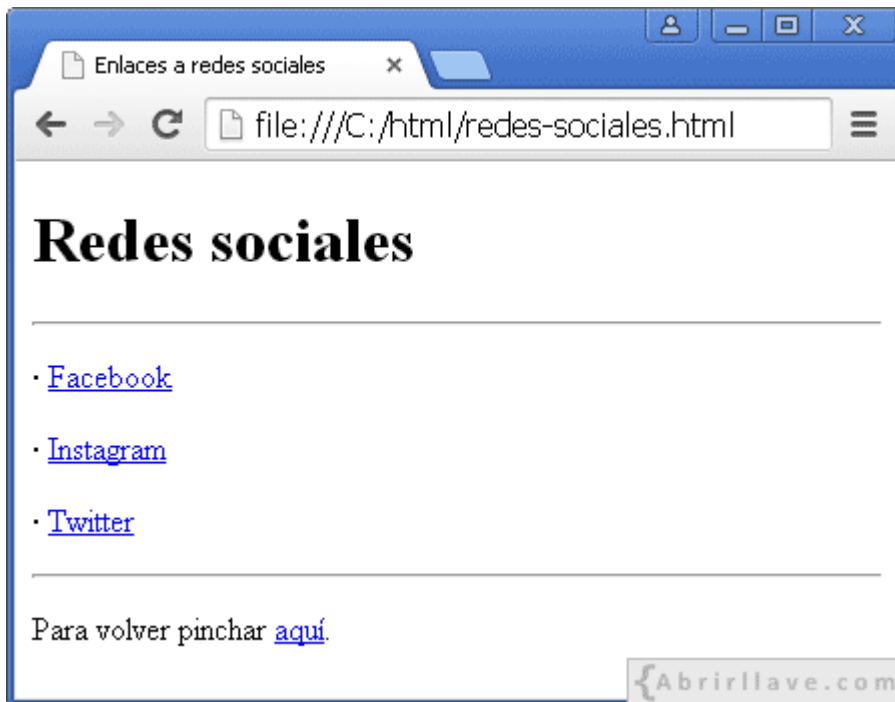 Enlaces a redes sociales
file:///C:/html/redes-sociales.html
Redes sociales
· Facebook
· Instagram
· Twitter
Para volver pinchar aquí.
{Abrirllave.com